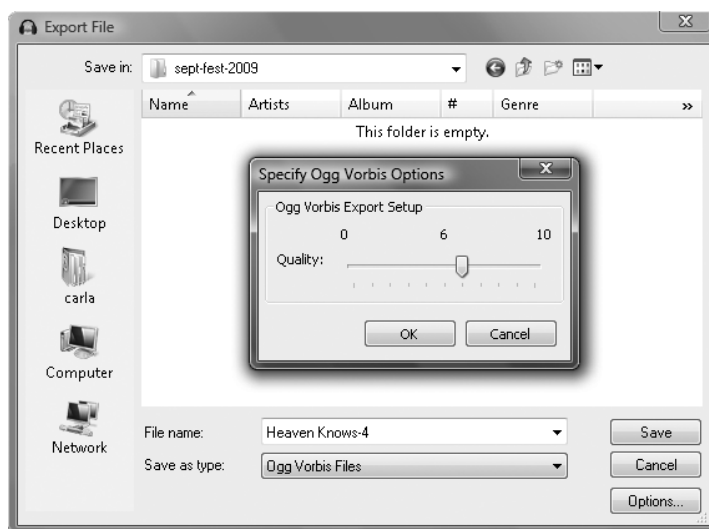 Export File
Save in:
sept-fest-2009
Name
Artists
Album
#
Genre
»
This folder is empty.
Recent Places
Desktop
carla
Computer
Network
Specify Ogg Vorbis Options
Ogg Vorbis Export Setup
0 6 10
Quality:
OK
Cancel
File name:
Heaven Knows-4
Save
Save as type:
Ogg Vorbis Files
Cancel
Options...